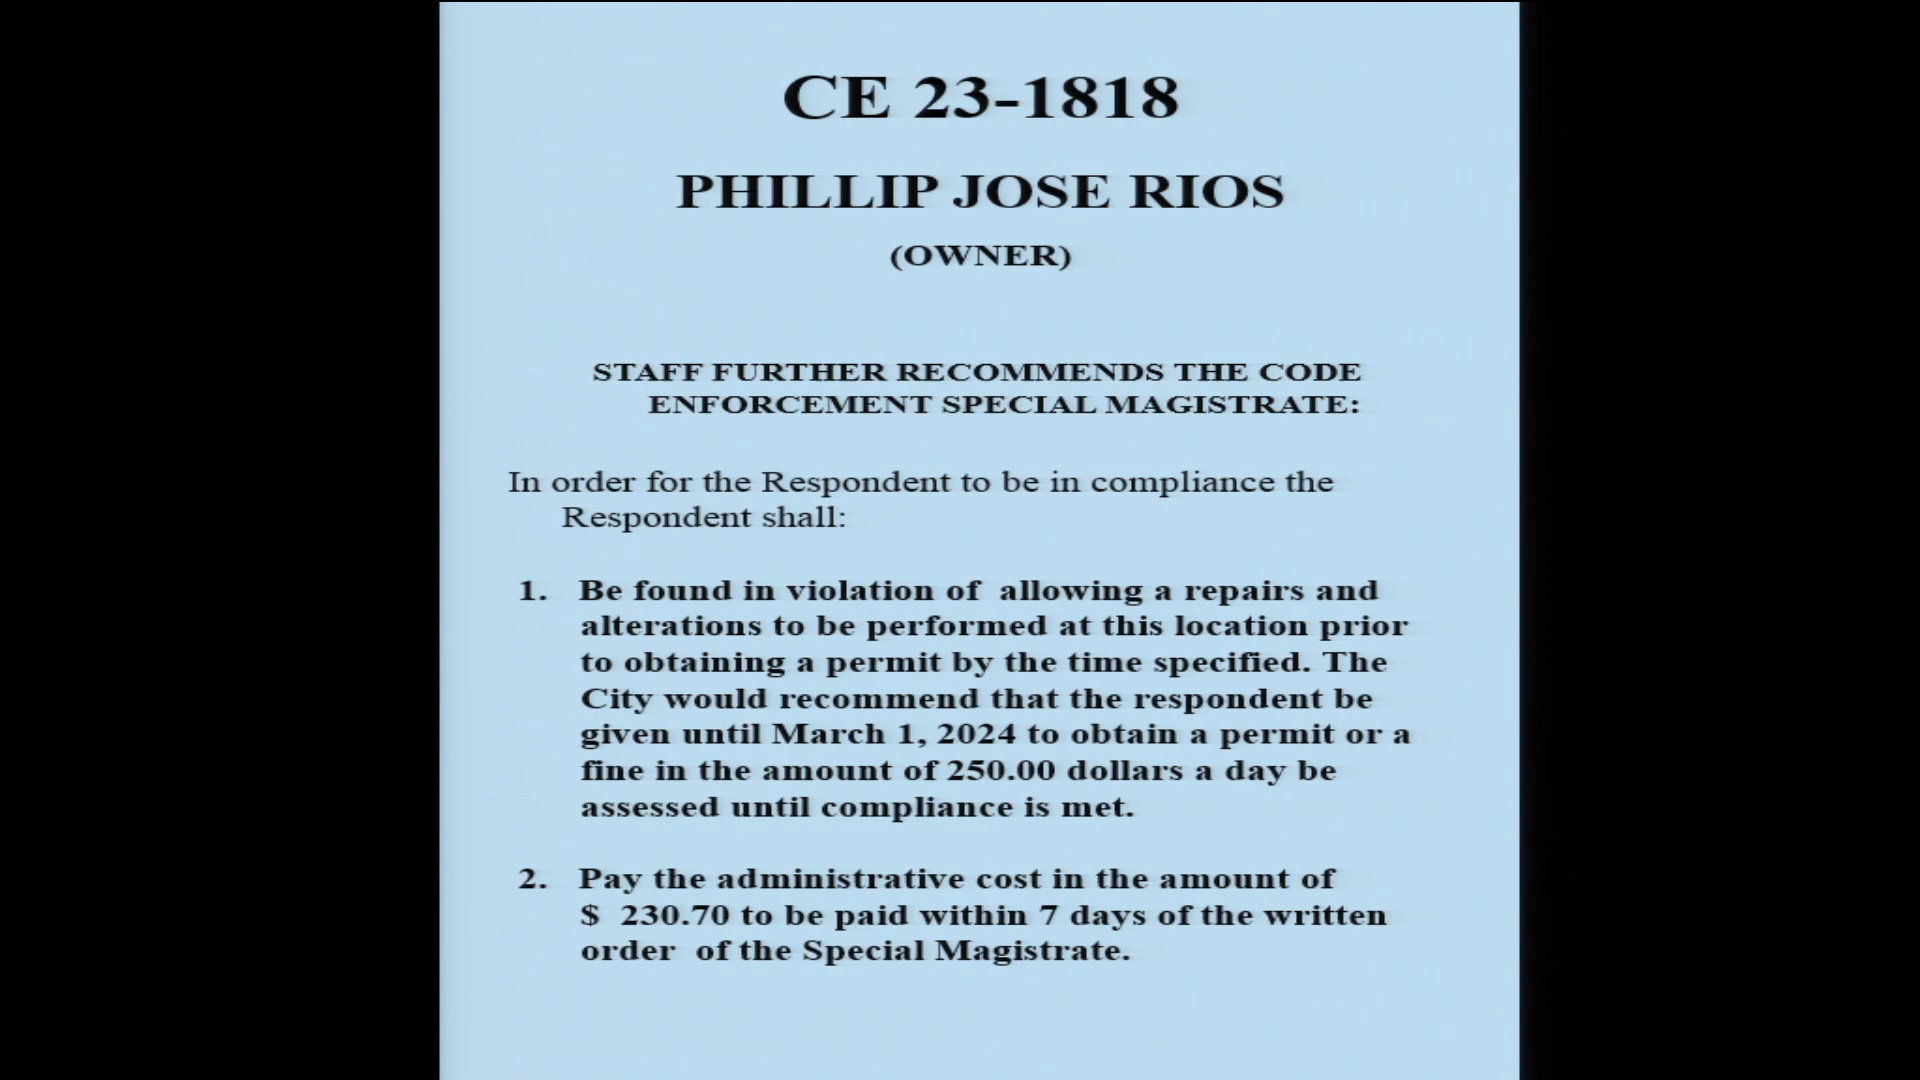 CE 23-1818
PHILLIP JOSE RIOS
(OWNER)
STAFF FURTHER RECOMMENDS THE CODE
ENFORCEMENT SPECIAL MAGISTRATE:
In order for the Respondent to be in compliance the
Respondent shall:
1. Be found in violation of allowing a repairs and
alterations to be performed at this location prior
to obtaining a permit by the time specified. The
City would recommend that the respondent be
given until March 1, 2024 to obtain a permit or a
fine in the amount of 250.00 dollars a day be
assessed until compliance is met.
2. Pay the administrative cost in the amount of
$ 230.70 to be paid within 7 days of the written
order of the Special Magistrate.